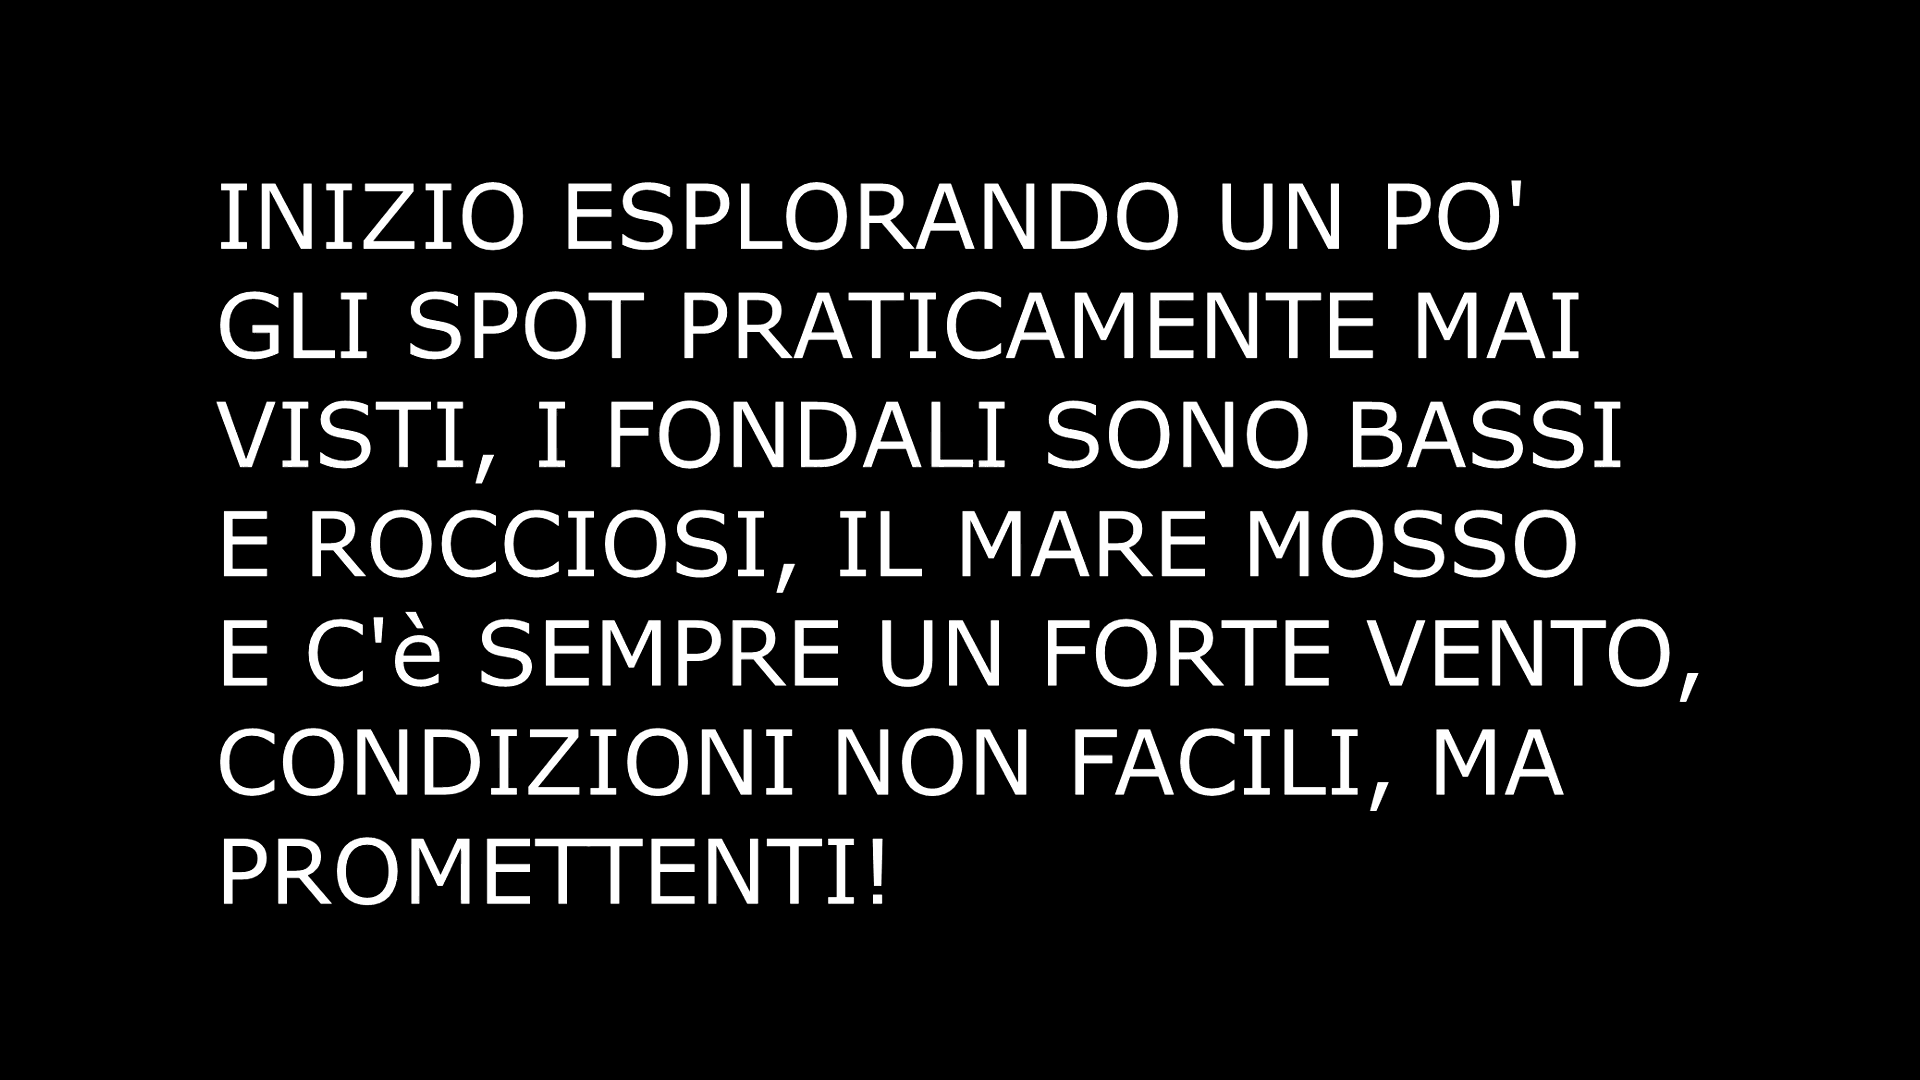 INIZIO ESPLORANDO UN PO'
GLI SPOT PRATICAMENTE MAI
VISTI, I FONDALI SONO BASSI
E ROCCIOSI, IL MARE MOSSO
E C'è SEMPRE UN FORTE VENTO,
CONDIZIONI NON FACILI, MA
PROMETTENTI!